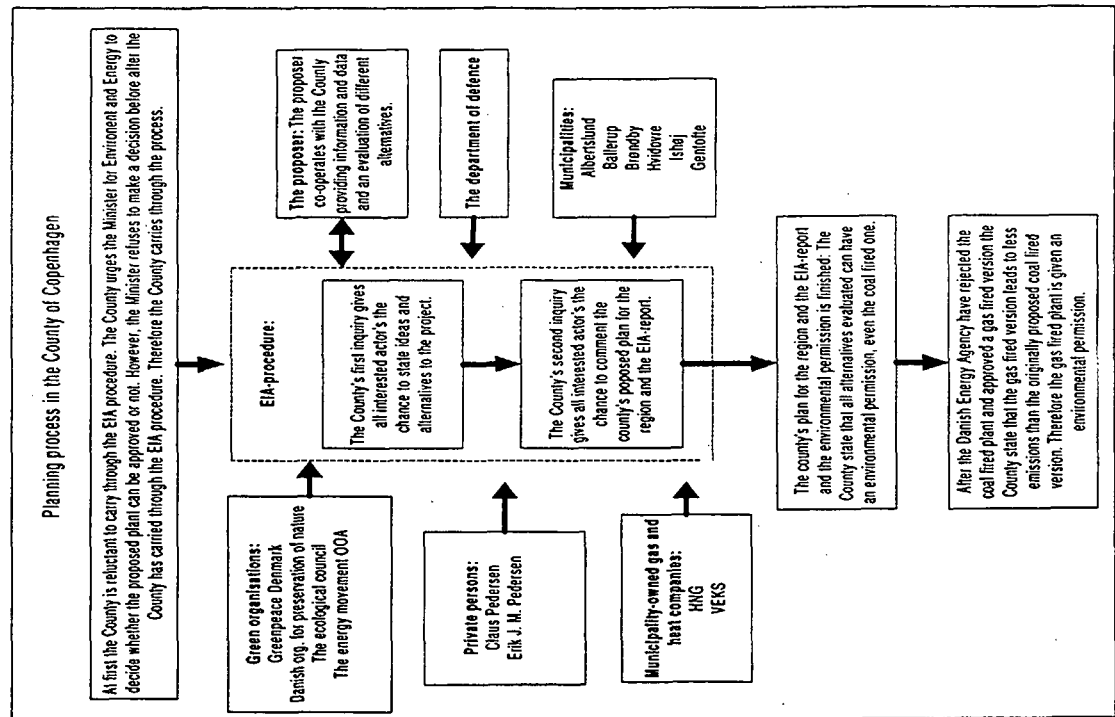 Planning process in the County of Copenhagen
At first the County is reluctant to carry through the EIA procedure. The County urges the Minister for Environent and Energy to
decide whether the proposed plant can be approved or not. However, the Minister refuses to make a decision before alter the
County has carried through the EIA procedure. Therefore the County carries through the process.
EIA-procedure:
The County's first inquiry gives
all interested actor's the
chance to state ideas and
alternatives to the project.
The County's second inquiry
gives all interested actor's the
chance to comment the
county's poposed plan for the
region and the EIA-report.
Green organisations:
Greenpeace Denmark
Danish org. for preservation of nature
The ecological council
The energy movement OOA
Private persons:
Claus Pedersen
Erik J. M. Pedersen
Municipality-owned gas and
heat companies:
HNG
VEKS
The proposer: The proposer
co-operates with the County
providing information and data
and an evaluation of different
alternatives.
The department of defence
Municipalities:
Albertslund
Ballerup
Brøndby
Hvidovre
Ishøj
Gentofte
The county's plan for the region and the EIA-report
and the environmental permission is finished: The
County state that all alternatives evaluated can have
an environmental permission, even the coal fired one.
After the Danish Energy Agency have rejected the
coal fired plant and approved a gas fired version the
County state that the gas fired version leads to less
emissions than the originally proposed coal fired
version. Therefore the gas fired plant is given an
environmental permission.